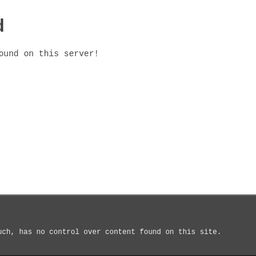 d
ound on this server!
uch, has no control over content found on this site.